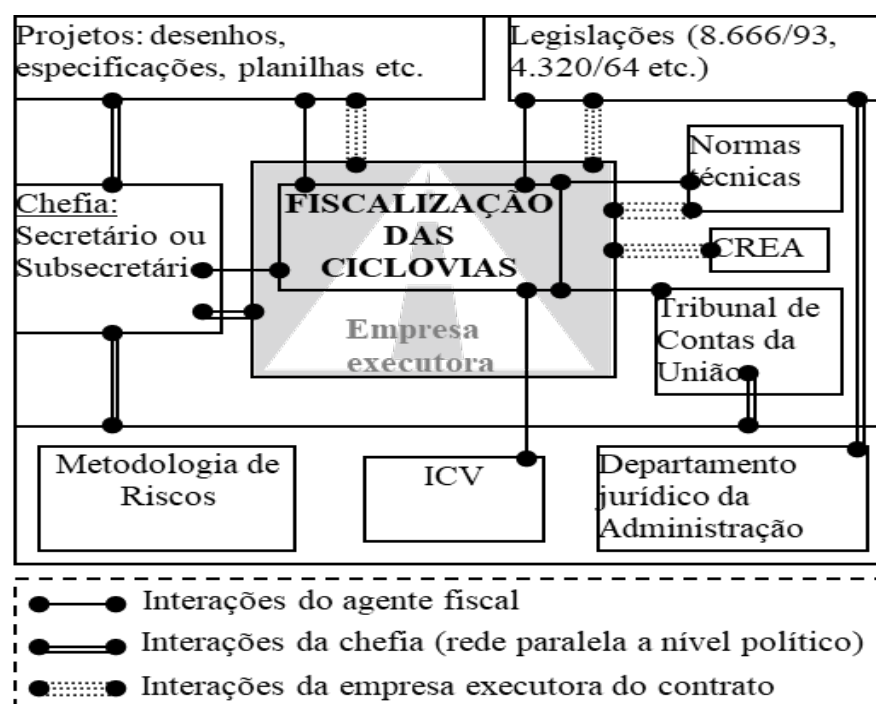 Projetos: desenhos,
especificações, planilhas etc.
Legislações (8.666/93,
4.320/64 etc.)
Normas
técnicas
Chefia:
Secretário ou
Subsecretári
FISCALIZAÇÃO
DAS
CICLOVIAS
CREA
Empresa
executora
Tribunal de
Contas da
União
Metodologia de
Riscos
ICV
Departamento
jurídico da
Administração
Interações do agente fiscal
Interações da chefia (rede paralela a nível político)
Interações da empresa executora do contrato